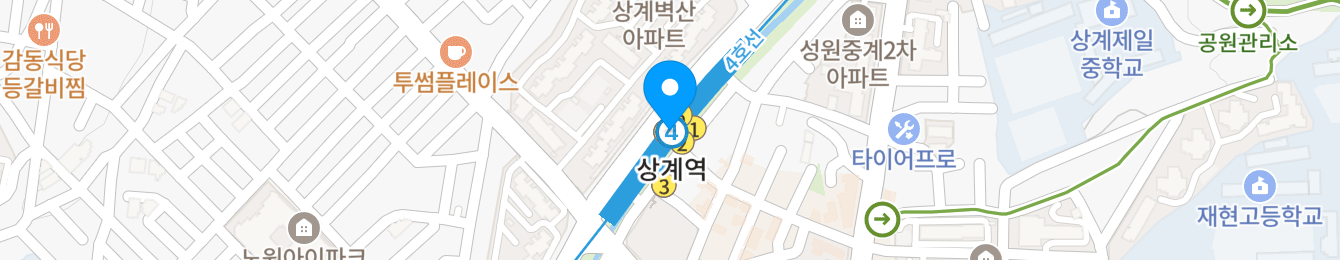 상계벽산
아파트
4호선
성원중계2차
아파트
상계제일
중학교
공원관리소
감동식당
등갈비찜
투썸플레이스
1
4
2
상계역
3
타이어프로
재현고등학교
노원아이파크